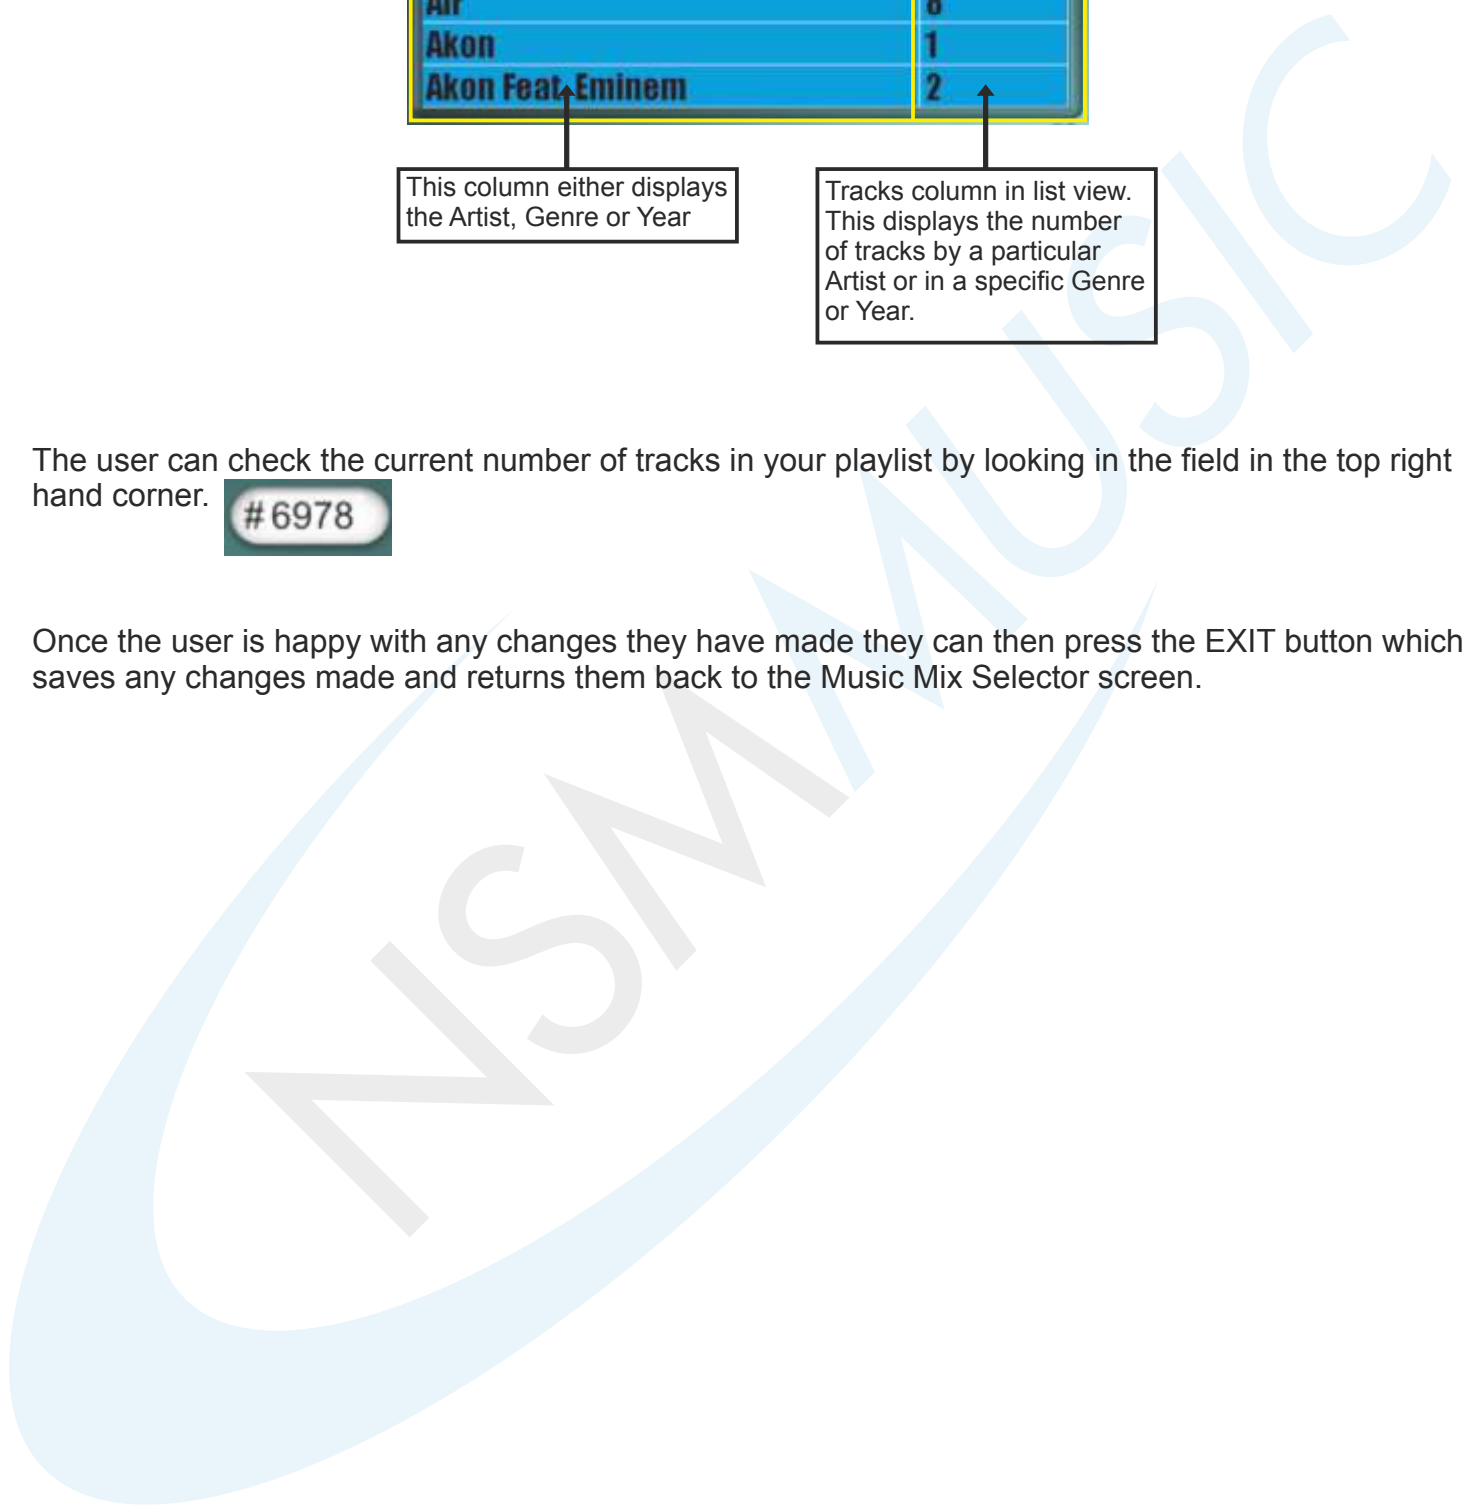 Air 8
Akon 1
Akon Feat. Eminem 2
This column either displays
the Artist, Genre or Year
Tracks column in list view.
This displays the number
of tracks by a particular
Artist or in a specific Genre
or Year.
The user can check the current number of tracks in your playlist by looking in the field in the top right
hand corner. #6978
Once the user is happy with any changes they have made they can then press the EXIT button which
saves any changes made and returns them back to the Music Mix Selector screen.
NSMMUSIC